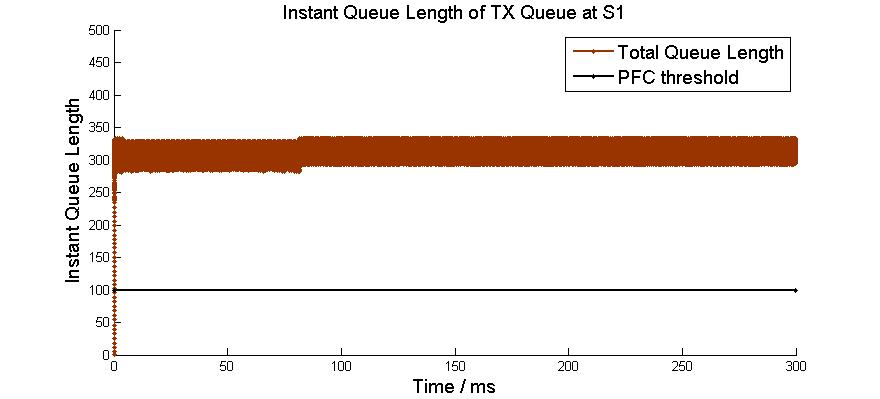 Instant Queue Length of TX Queue at S1
Total Queue Length
PFC threshold
Instant Queue Length
500
450
400
350
300
250
200
150
100
50
0
0 50 100 150 200 250 300
Time / ms